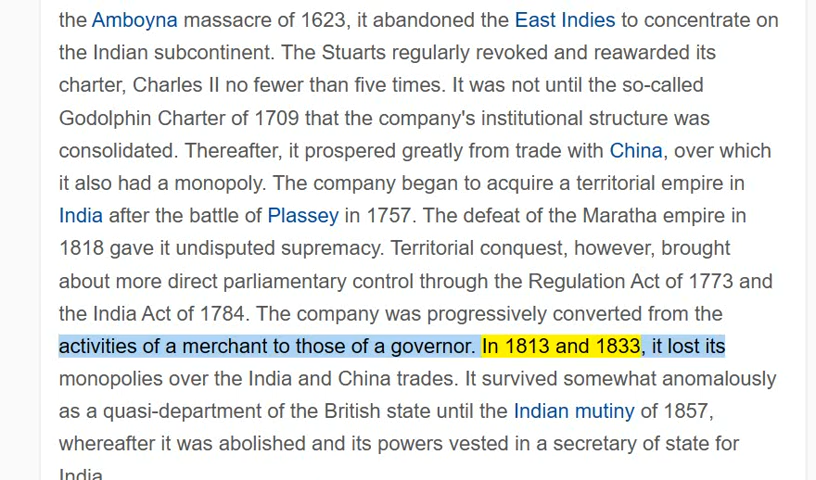 the Amboyna massacre of 1623, it abandoned the East Indies to concentrate on
the Indian subcontinent. The Stuarts regularly revoked and reawarded its
charter, Charles II no fewer than five times. It was not until the so-called
Godolphin Charter of 1709 that the company's institutional structure was
consolidated. Thereafter, it prospered greatly from trade with China, over which
it also had a monopoly. The company began to acquire a territorial empire in
India after the battle of Plassey in 1757. The defeat of the Maratha empire in
1818 gave it undisputed supremacy. Territorial conquest, however, brought
about more direct parliamentary control through the Regulation Act of 1773 and
the India Act of 1784. The company was progressively converted from the
activities of a merchant to those of a governor. In 1813 and 1833, it lost its
monopolies over the India and China trades. It survived somewhat anomalously
as a quasi-department of the British state until the Indian mutiny of 1857,
whereafter it was abolished and its powers vested in a secretary of state for
India.